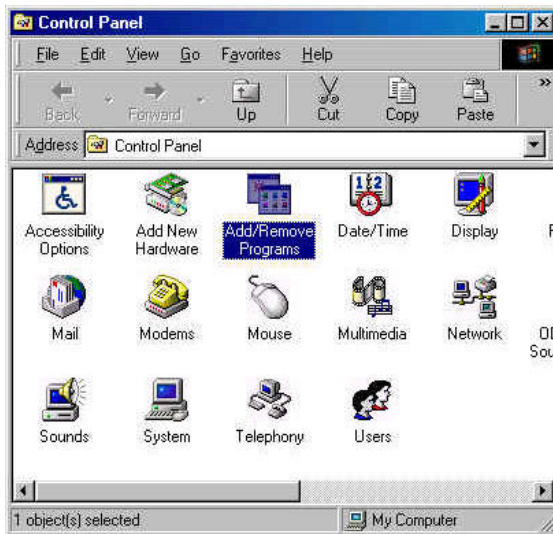 Control Panel
File Edit View Go Favorites Help
Back Forward Up Cut Copy Paste »
Address Control Panel
Accessibility Options Add New Hardware Add/Remove Programs Date/Time Display
Mail Modems Mouse Multimedia Network
Sounds System Telephony Users
1 object(s) selected My Computer